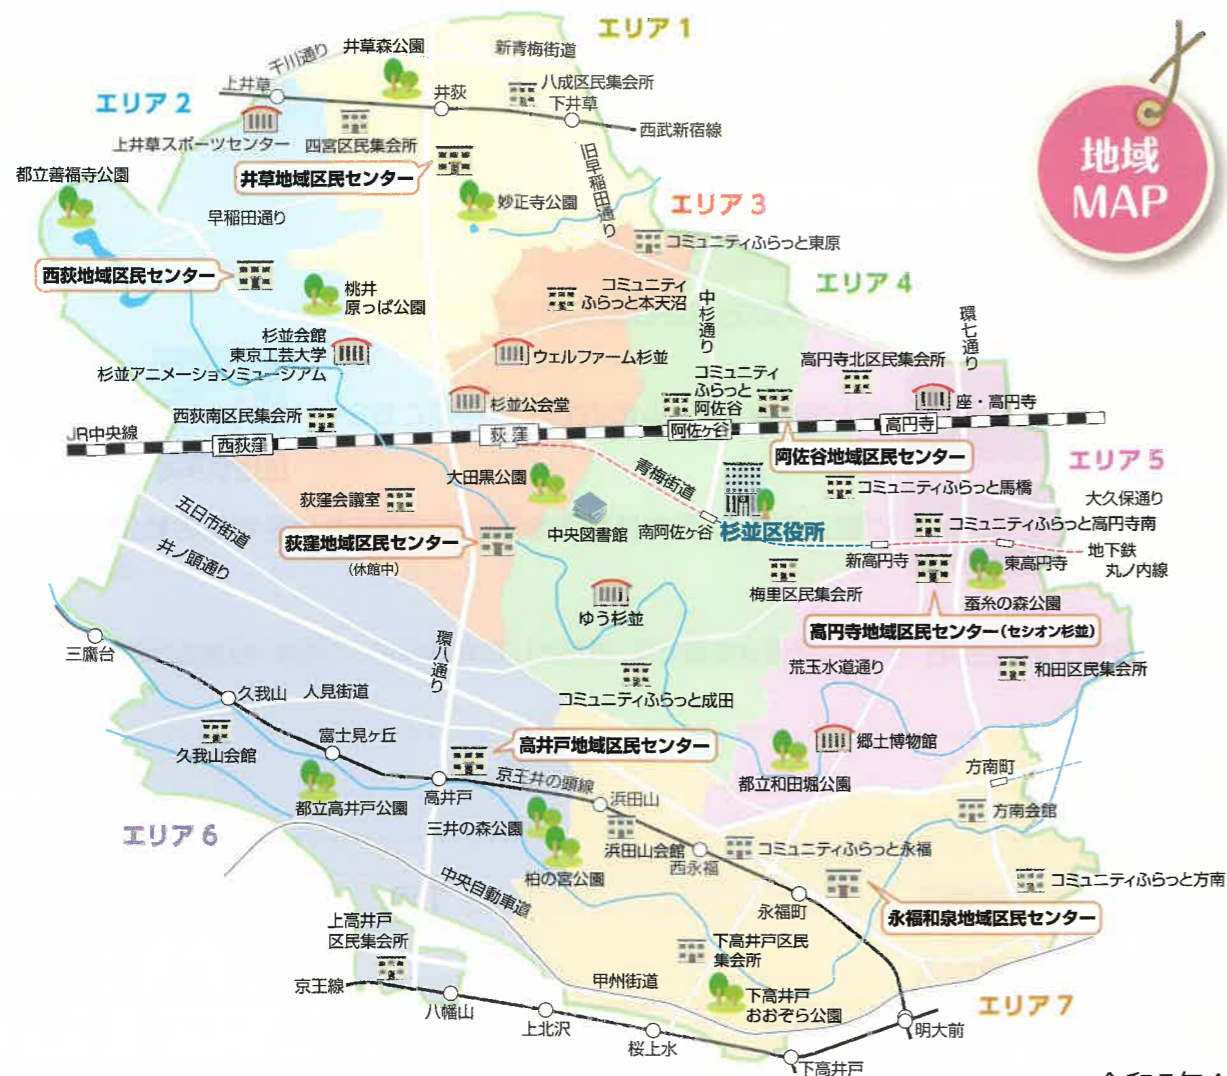 エリア 1
千川通り
井草森公園
新青梅街道
上井草
井荻
八成区民集会所
下井草
西武新宿線
エリア 2
上井草スポーツセンター
四宮区民集会所
地域
MAP
井草地域区民センター
旧早稲田通り
都立善福寺公園
早稲田通り
妙正寺公園
エリア 3
コミュニティふらっと東原
西荻地域区民センター
桃井
原っぱ公園
コミュニティ
ふらっと本天沼
中杉通り
エリア 4
環七通り
杉並会館
東京工芸大学
杉並アニメーションミュージアム
ウェルファーム杉並
コミュニティ
ふらっと
阿佐谷
高円寺北区民集会所
西荻南区民集会所
杉並公会堂
座・高円寺
JR中央線
西荻窪
荻窪
阿佐ヶ谷
高円寺
阿佐谷地域区民センター
エリア 5
大田黒公園
青梅街道
コミュニティふらっと馬橋
大久保通り
荻窪会議室
五日市街道
中央図書館
南阿佐ヶ谷
杉並区役所
コミュニティふらっと高円寺南
荻窪地域区民センター
(休館中)
井ノ頭通り
新高円寺
東高円寺
地下鉄
丸ノ内線
梅里区民集会所
蚕糸の森公園
ゆう杉並
高円寺地域区民センター(セシオン杉並)
三鷹台
環八通り
荒玉水道通り
和田区民集会所
久我山
人見街道
コミュニティふらっと成田
久我山会館
富士見ヶ丘
高井戸地域区民センター
郷土博物館
都立和田堀公園
方南町
都立高井戸公園
高井戸
京王井の頭線
浜田山
方南会館
エリア 6
三井の森公園
浜田山会館
西永福
コミュニティふらっと永福
柏の宮公園
中央自動車道
コミュニティふらっと方南
永福町
永福和泉地域区民センター
上高井戸
区民集会所
下高井戸区民
集会所
京王線
甲州街道
下高井戸
おおぞら公園
エリア 7
八幡山
上北沢
桜上水
明大前
下高井戸